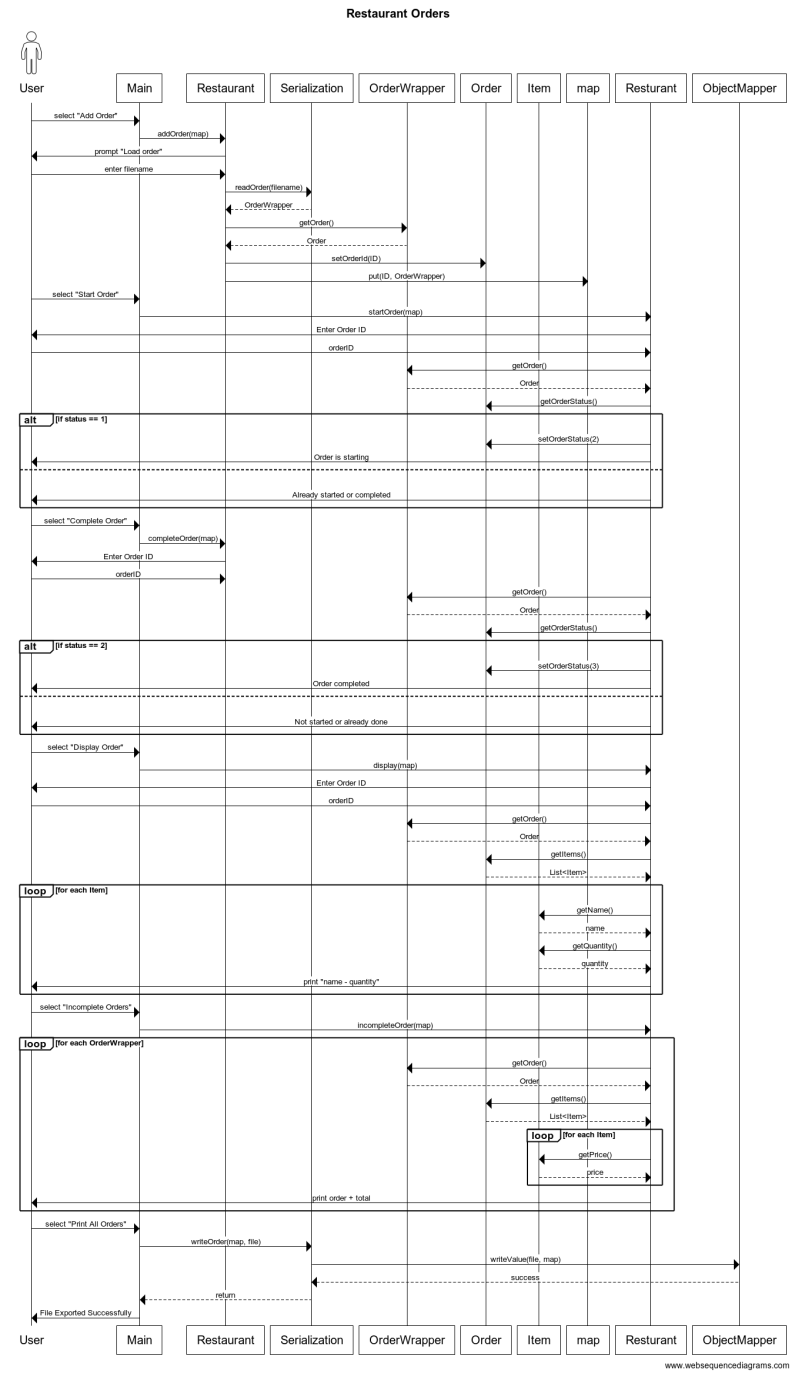 Restaurant Orders
User Main Restaurant Serialization OrderWrapper Order Item map Resturant ObjectMapper
select "Add Order"
addOrder(map)
prompt "Load order"
enter filename
readOrder(filename)
OrderWrapper
getOrder()
Order
setOrderId(ID)
put(ID, OrderWrapper)
select "Start Order"
startOrder(map)
Enter Order ID
orderID
getOrder()
Order
getOrderStatus()
alt [if status == 1]
setOrderStatus(2)
Order is starting
Already started or completed
select "Complete Order"
completeOrder(map)
Enter Order ID
orderID
getOrder()
Order
getOrderStatus()
alt [if status == 2]
setOrderStatus(3)
Order completed
Not started or already done
select "Display Order"
display(map)
Enter Order ID
orderID
getOrder()
Order
getItems()
List<Item>
loop [for each Item]
getName()
name
getQuantity()
quantity
print "name - quantity"
select "Incomplete Orders"
incompleteOrder(map)
loop [for each OrderWrapper]
getOrder()
Order
getItems()
List<Item>
loop [for each Item]
getPrice()
price
print order + total
select "Print All Orders"
writeOrder(map, file)
writeValue(file, map)
success
return
File Exported Successfully
User Main Restaurant Serialization OrderWrapper Order Item map Resturant ObjectMapper
www.websequencediagrams.com